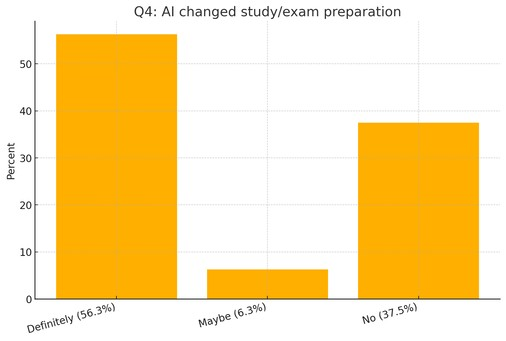 Q4: AI changed study/exam preparation
Percent
50
40
30
20
10
0
Definitely (56.3%)
Maybe (6.3%)
No (37.5%)